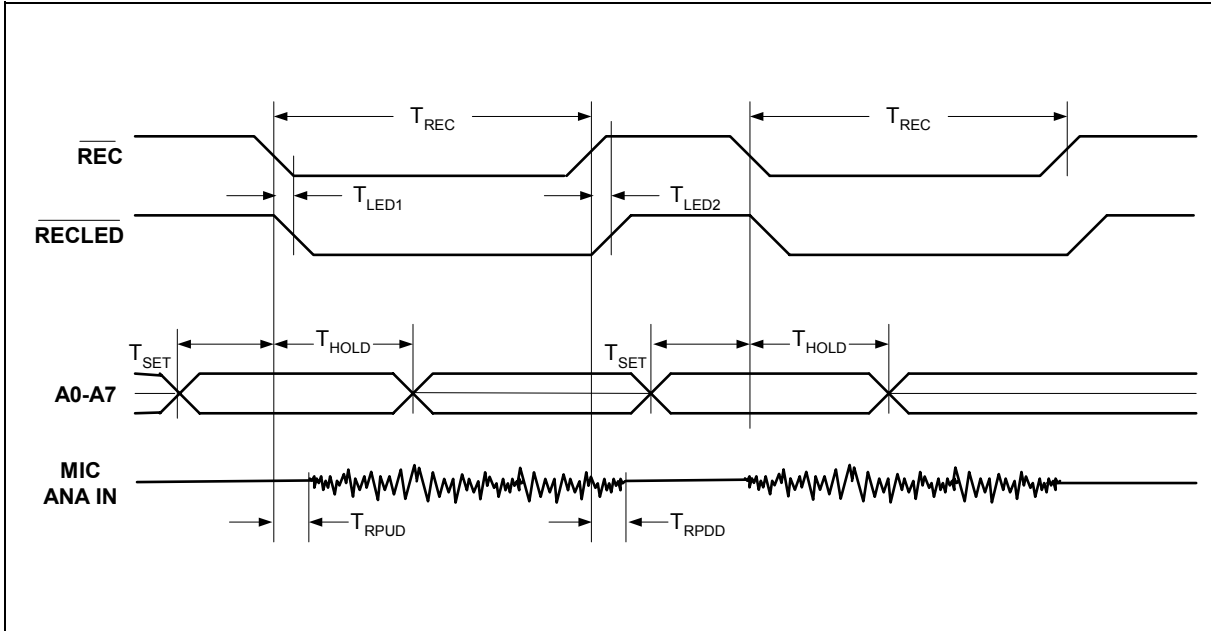 T_REC T_REC
REC
T_LED1 T_LED2
RECLED
T_SET T_HOLD T_SET T_HOLD
A0-A7
MIC
ANA IN
T_RPUD T_RPDD